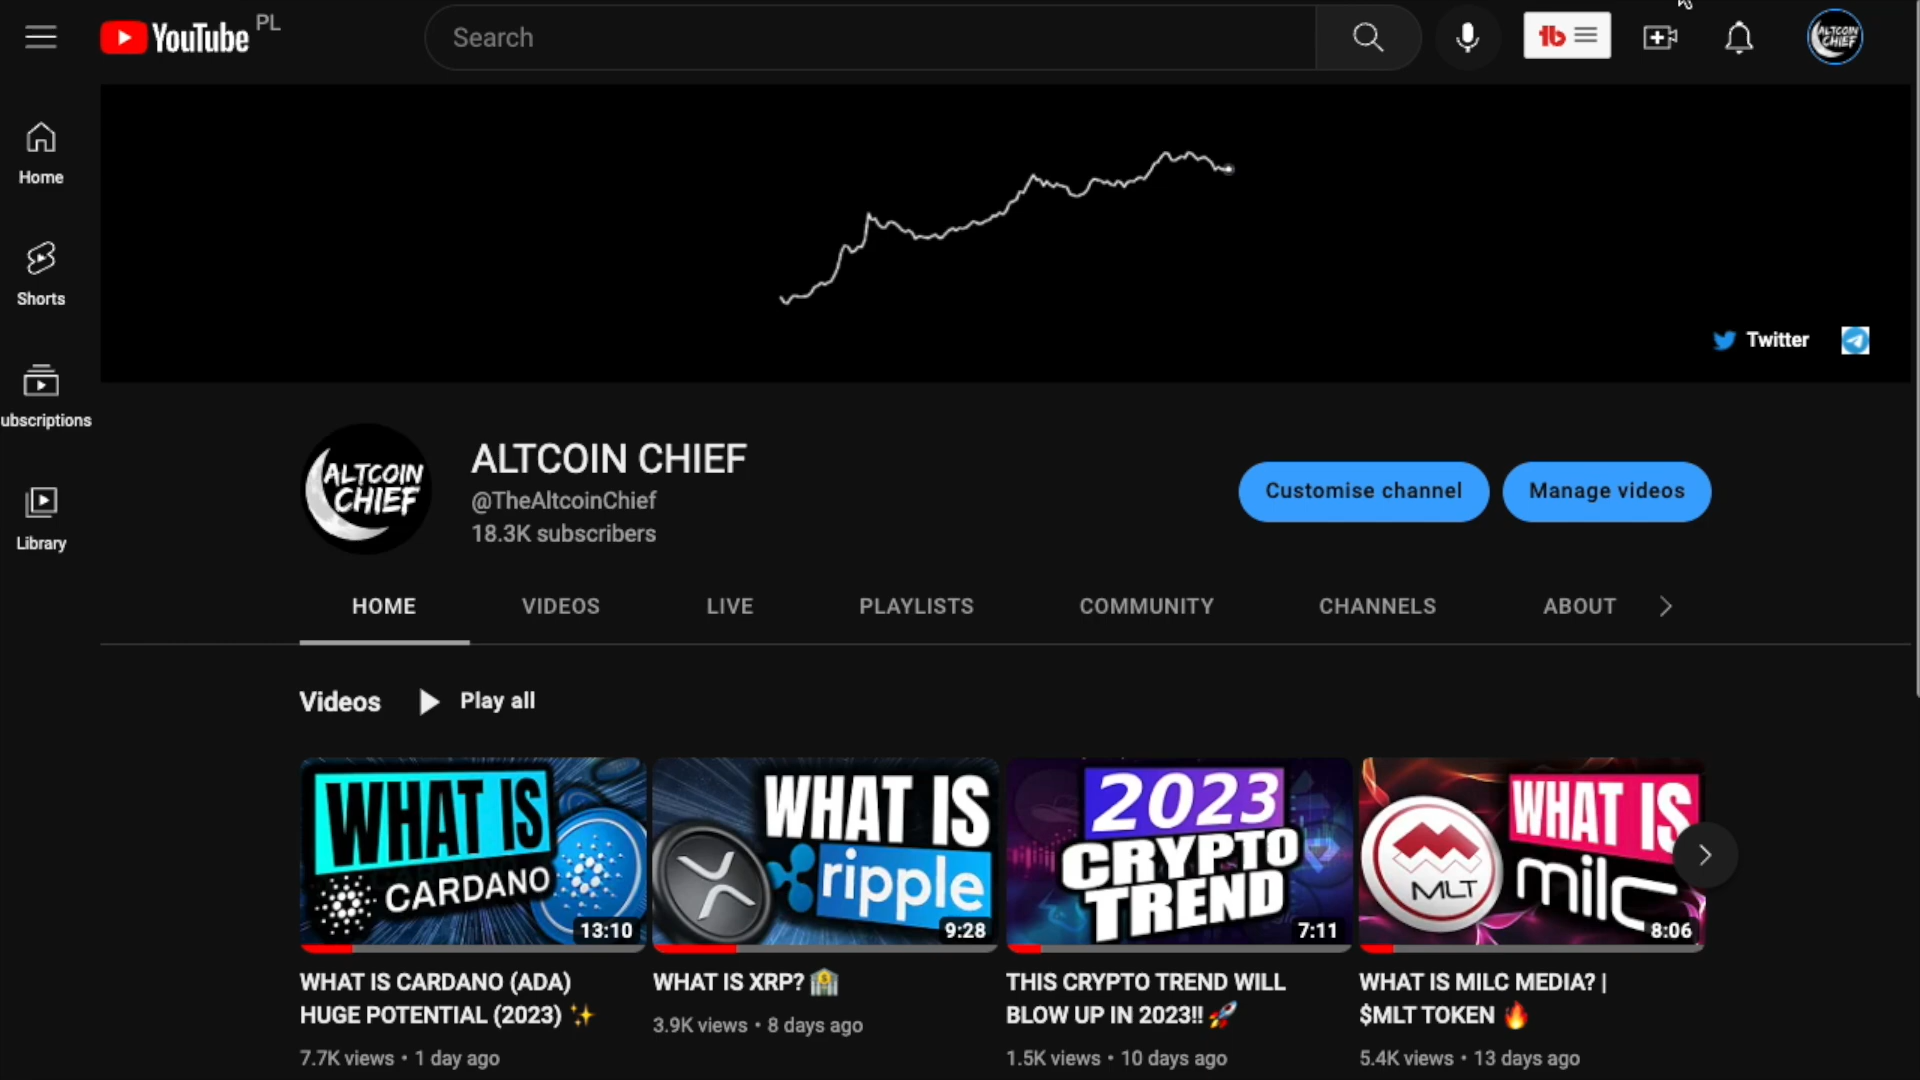 YouTube PL
Search
tb
ALTCOIN
CHIEF
Home
Shorts
ubscriptions
Library
Twitter
ALTCOIN
CHIEF
ALTCOIN CHIEF
@TheAltcoinChief
18.3K subscribers
Customise channel
Manage videos
HOME
VIDEOS
LIVE
PLAYLISTS
COMMUNITY
CHANNELS
ABOUT
Videos
Play all
WHAT IS
CARDANO
13:10
WHAT IS
ripple
9:28
2023
CRYPTO
TREND
7:11
WHAT IS
MLT
milc
8:06
WHAT IS CARDANO (ADA)
HUGE POTENTIAL (2023) ✨
7.7K views • 1 day ago
WHAT IS XRP? 🏦
3.9K views • 8 days ago
THIS CRYPTO TREND WILL
BLOW UP IN 2023!! 🚀
1.5K views • 10 days ago
WHAT IS MILC MEDIA? |
$MLT TOKEN 🔥
5.4K views • 13 days ago